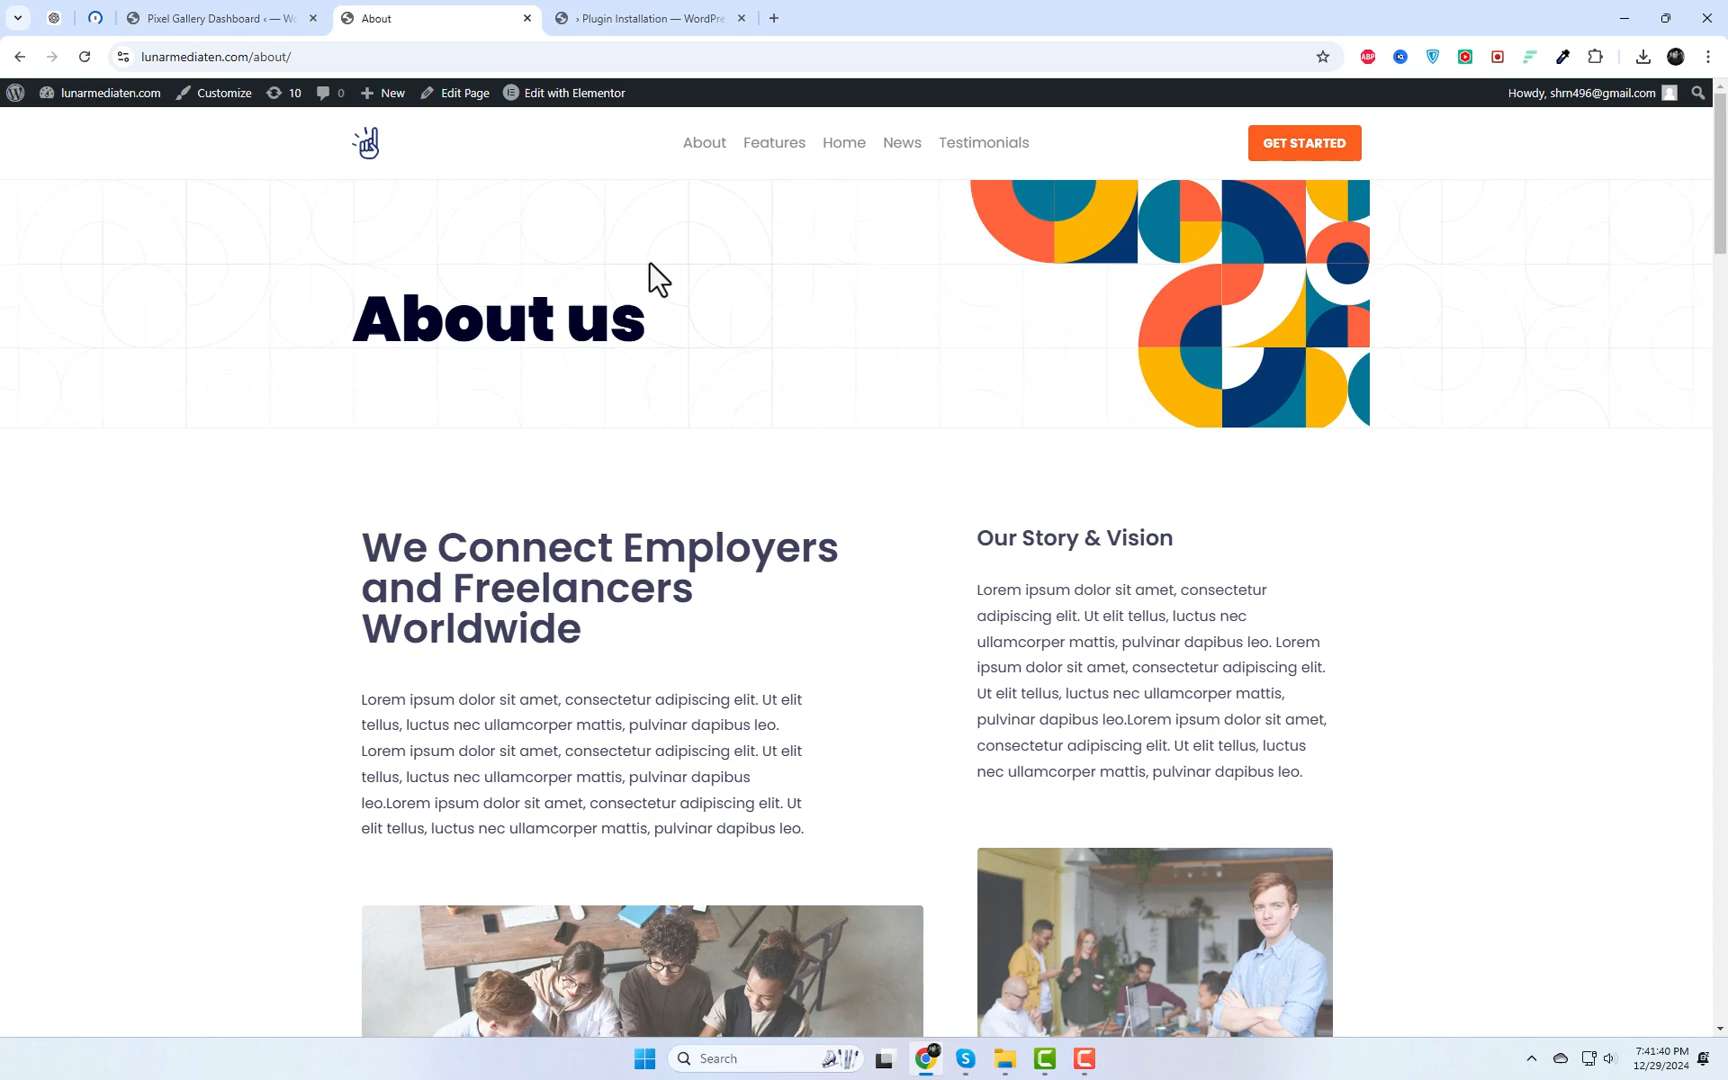 Pixel Gallery Dashboard ‹ — Wo
About
› Plugin Installation — WordPre
lunarmediaten.com/about/
ABP
lunarmediaten.com
Customize
10
0
New
Edit Page
Edit with Elementor
Howdy, shrn496@gmail.com
About
Features
Home
News
Testimonials
GET STARTED
About us
We Connect Employers
and Freelancers
Worldwide
Lorem ipsum dolor sit amet, consectetur adipiscing elit. Ut elit
tellus, luctus nec ullamcorper mattis, pulvinar dapibus leo.
Lorem ipsum dolor sit amet, consectetur adipiscing elit. Ut elit
tellus, luctus nec ullamcorper mattis, pulvinar dapibus
leo.Lorem ipsum dolor sit amet, consectetur adipiscing elit. Ut
elit tellus, luctus nec ullamcorper mattis, pulvinar dapibus leo.
Our Story & Vision
Lorem ipsum dolor sit amet, consectetur
adipiscing elit. Ut elit tellus, luctus nec
ullamcorper mattis, pulvinar dapibus leo. Lorem
ipsum dolor sit amet, consectetur adipiscing elit.
Ut elit tellus, luctus nec ullamcorper mattis,
pulvinar dapibus leo.Lorem ipsum dolor sit amet,
consectetur adipiscing elit. Ut elit tellus, luctus
nec ullamcorper mattis, pulvinar dapibus leo.
Search
7:41:40 PM
12/29/2024